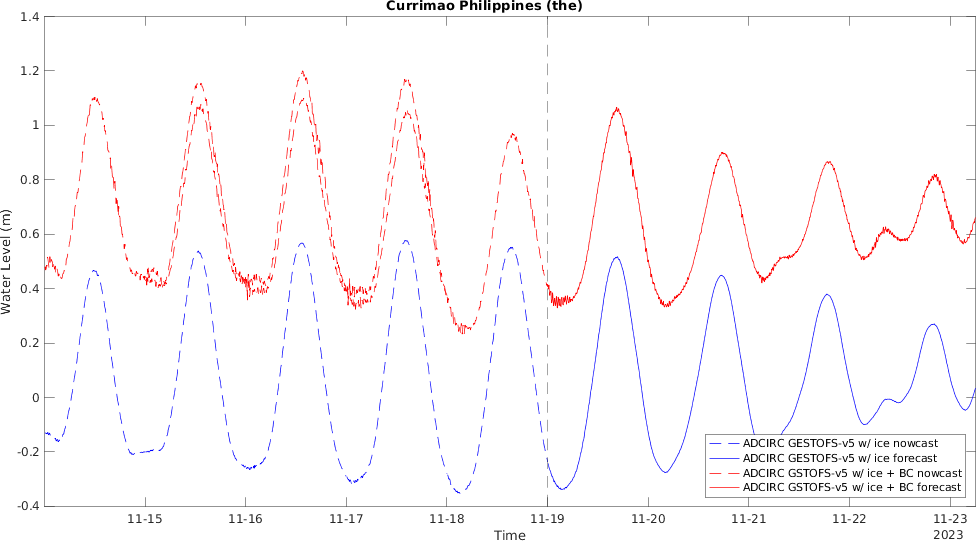 Currimao Philippines (the)
1.4
1.2
1
0.8
0.6
0.4
0.2
0
-0.2
-0.4
Water Level (m)
11-15
11-16
11-17
11-18
11-19
11-20
11-21
11-22
11-23
Time
2023
ADCIRC GESTOFS-v5 w/ ice nowcast
ADCIRC GESTOFS-v5 w/ ice forecast
ADCIRC GSTOFS-v5 w/ ice + BC nowcast
ADCIRC GSTOFS-v5 w/ ice + BC forecast